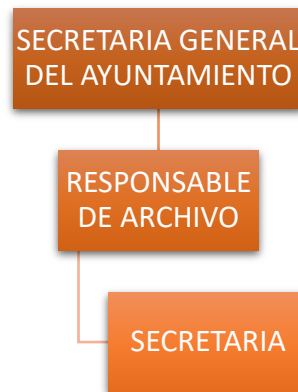 SECRETARIA GENERAL
DEL AYUNTAMIENTO
RESPONSABLE
DE ARCHIVO
SECRETARIA